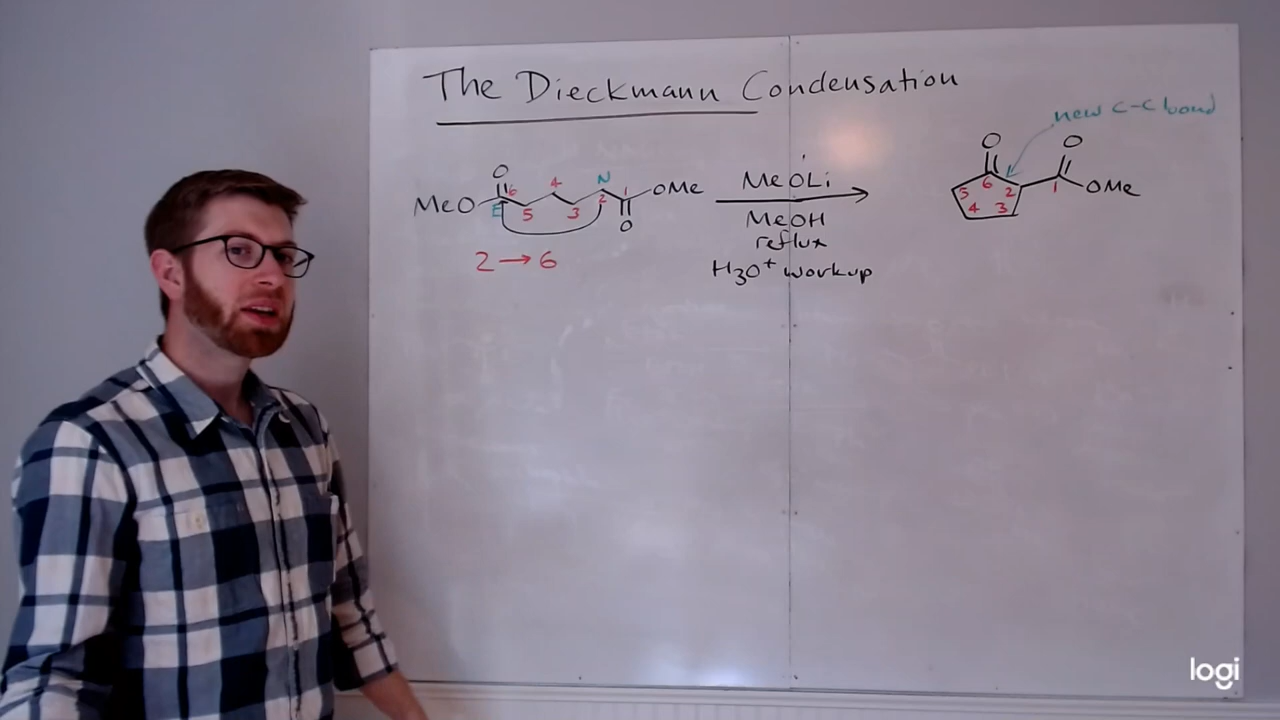 The Dieckmann Condensation
new C-C bond
O
MeO E 6 5 4 3 N 2 1 OMe
O
2 → 6
MeOLi
MeOH
reflux
H3O+ workup
O O
5 6 2 1 OMe
4 3
logi